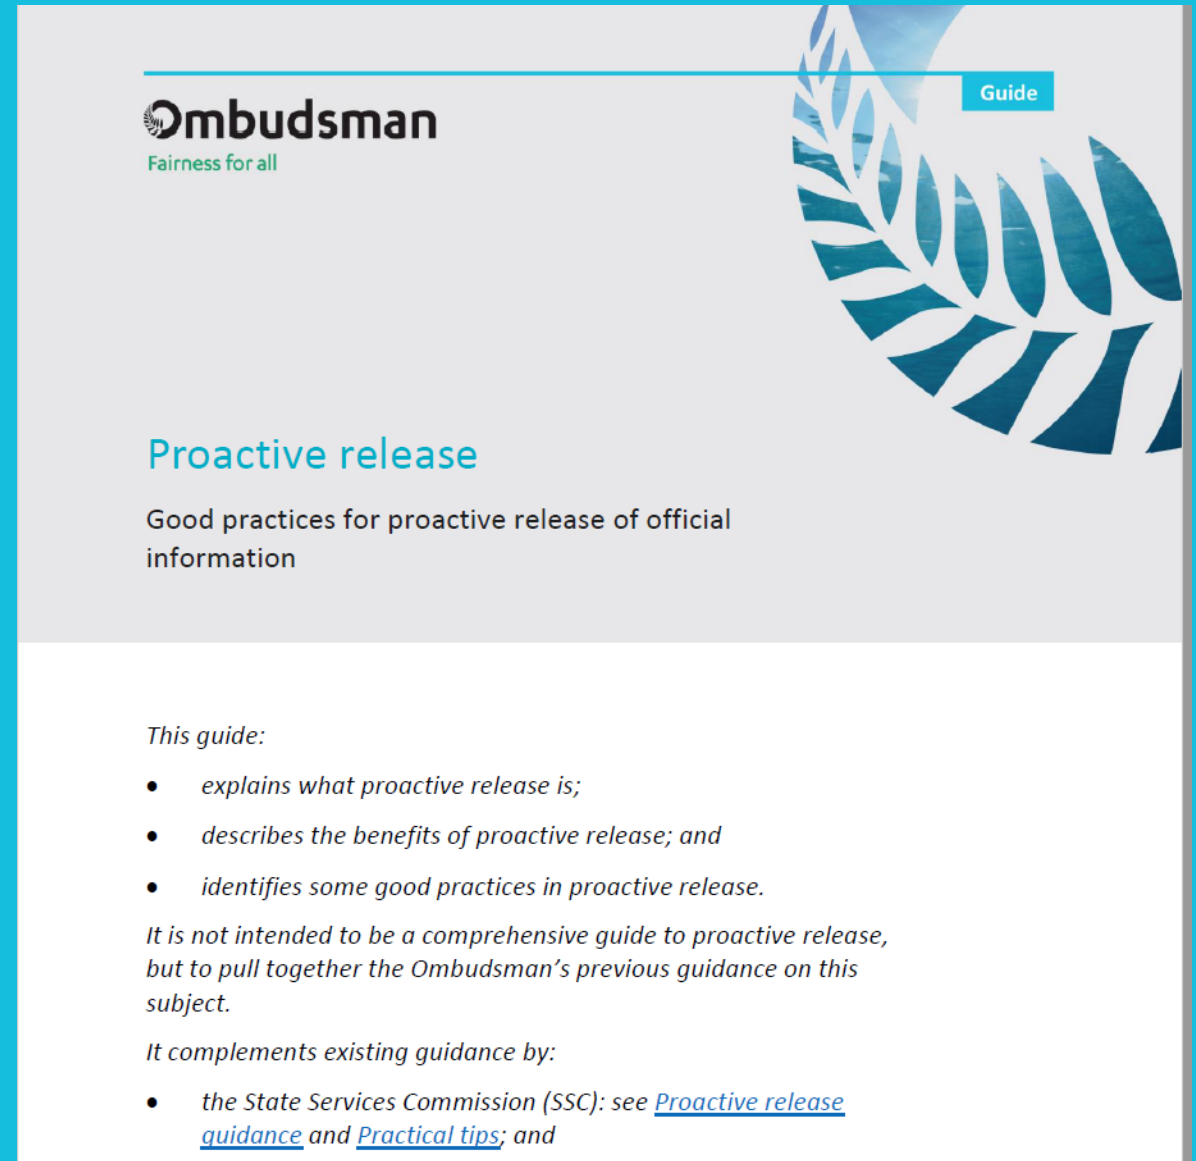 Guide
Ombudsman
Fairness for all
Proactive release
Good practices for proactive release of official
information
This guide:
• explains what proactive release is;
• describes the benefits of proactive release; and
• identifies some good practices in proactive release.
It is not intended to be a comprehensive guide to proactive release,
but to pull together the Ombudsman’s previous guidance on this
subject.
It complements existing guidance by:
• the State Services Commission (SSC): see Proactive release
guidance and Practical tips; and